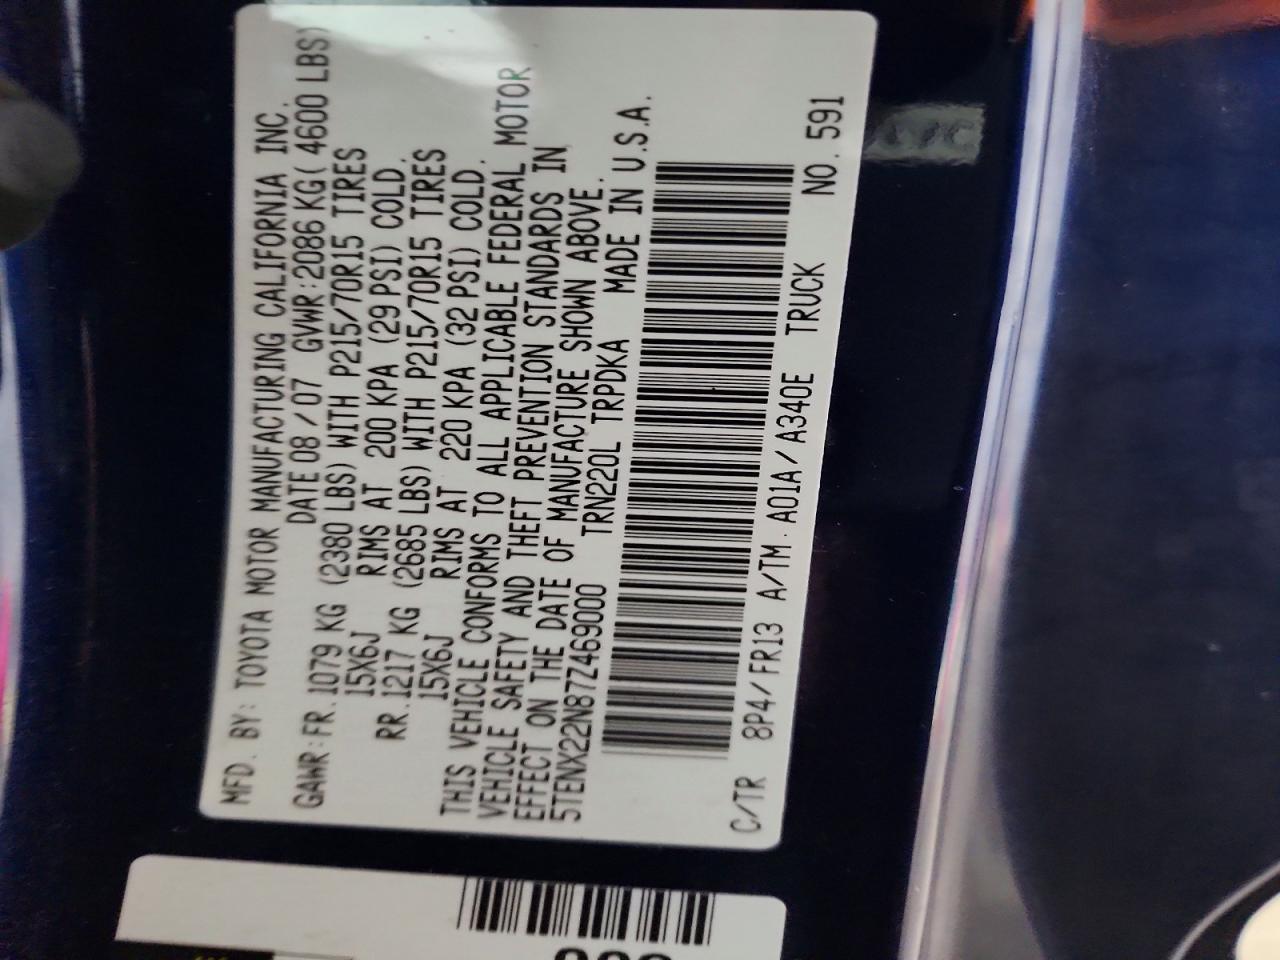 MFD. BY: TOYOTA MOTOR MANUFACTURING CALIFORNIA INC.
DATE 08/07 GVWR:2086 KG( 4600 LBS)
GAWR:FR.1079 KG (2380 LBS) WITH P215/70R15 TIRES
15X6J RIMS AT 200 KPA (29 PSI) COLD.
RR.1217 KG (2685 LBS) WITH P215/70R15 TIRES
15X6J RIMS AT 220 KPA (32 PSI) COLD.
THIS VEHICLE CONFORMS TO ALL APPLICABLE FEDERAL MOTOR
VEHICLE SAFETY AND THEFT PREVENTION STANDARDS IN
EFFECT ON THE DATE OF MANUFACTURE SHOWN ABOVE.
5TENX22N87Z469000 TRN220L TRPDKA MADE IN U.S.A.
C/TR 8P4/FR13 A/TM.A01A/A340E TRUCK NO. 591